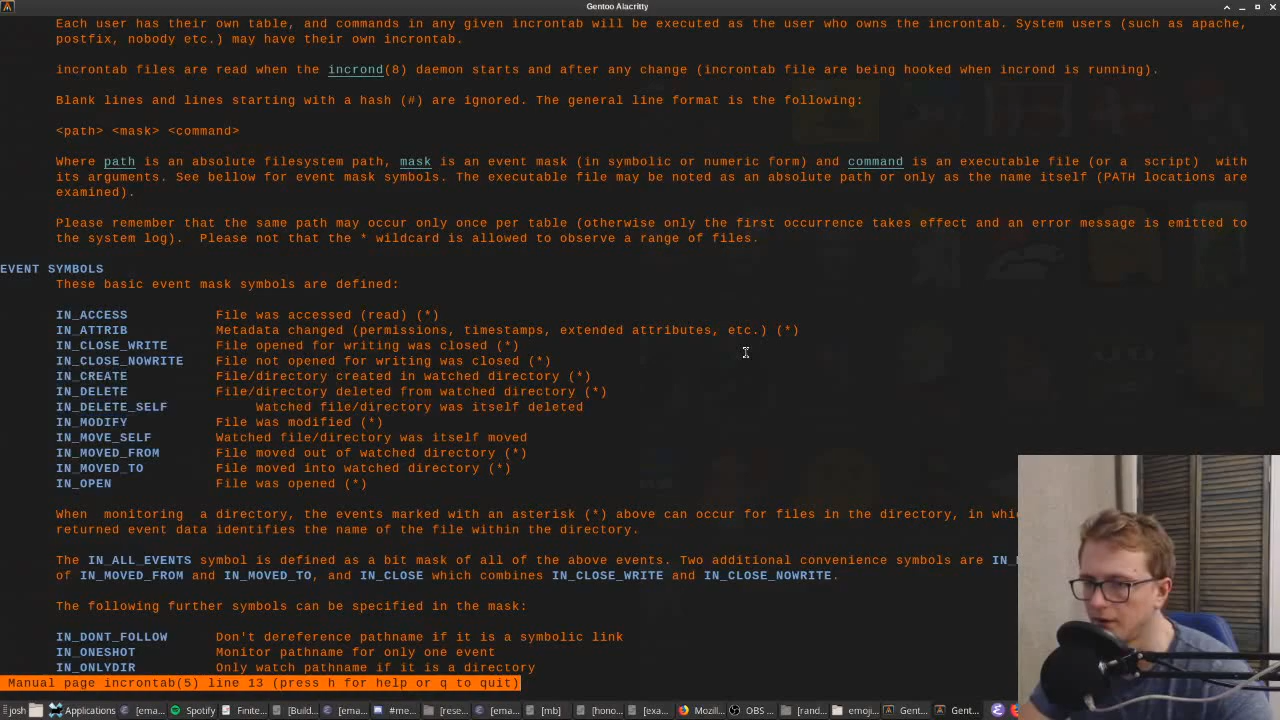 Gentoo Alacritty
Each user has their own table, and commands in any given incrontab will be executed as the user who owns the incrontab. System users (such as apache,
postfix, nobody etc.) may have their own incrontab.
incrontab files are read when the incrond(8) daemon starts and after any change (incrontab file are being hooked when incrond is running).
Blank lines and lines starting with a hash (#) are ignored. The general line format is the following:
<path> <mask> <command>
Where path is an absolute filesystem path, mask is an event mask (in symbolic or numeric form) and command is an executable file (or a  script)  with
its arguments. See bellow for event mask symbols. The executable file may be noted as an absolute path or only as the name itself (PATH locations are
examined).
Please remember that the same path may occur only once per table (otherwise only the first occurrence takes effect and an error message is emitted to
the system log).  Please not that the * wildcard is allowed to observe a range of files.
EVENT SYMBOLS
These basic event mask symbols are defined:
IN_ACCESS           File was accessed (read) (*)
IN_ATTRIB           Metadata changed (permissions, timestamps, extended attributes, etc.) (*)
IN_CLOSE_WRITE      File opened for writing was closed (*)
IN_CLOSE_NOWRITE    File not opened for writing was closed (*)
IN_CREATE           File/directory created in watched directory (*)
IN_DELETE           File/directory deleted from watched directory (*)
IN_DELETE_SELF           Watched file/directory was itself deleted
IN_MODIFY           File was modified (*)
IN_MOVE_SELF        Watched file/directory was itself moved
IN_MOVED_FROM       File moved out of watched directory (*)
IN_MOVED_TO         File moved into watched directory (*)
IN_OPEN             File was opened (*)
When  monitoring  a directory, the events marked with an asterisk (*) above can occur for files in the directory, in whic
returned event data identifies the name of the file within the directory.
The IN_ALL_EVENTS symbol is defined as a bit mask of all of the above events. Two additional convenience symbols are IN_
of IN_MOVED_FROM and IN_MOVED_TO, and IN_CLOSE which combines IN_CLOSE_WRITE and IN_CLOSE_NOWRITE.
The following further symbols can be specified in the mask:
IN_DONT_FOLLOW      Don't dereference pathname if it is a symbolic link
IN_ONESHOT          Monitor pathname for only one event
IN_ONLYDIR          Only watch pathname if it is a directory
Manual page incrontab(5) line 13 (press h for help or q to quit)
josh Applications [ema... Spotify Finite... [Build... [ema... #me... [rese... [emo... [mb] [hono... [exa... Mozill... OBS ... [rand... emoji... Gent... Gent...